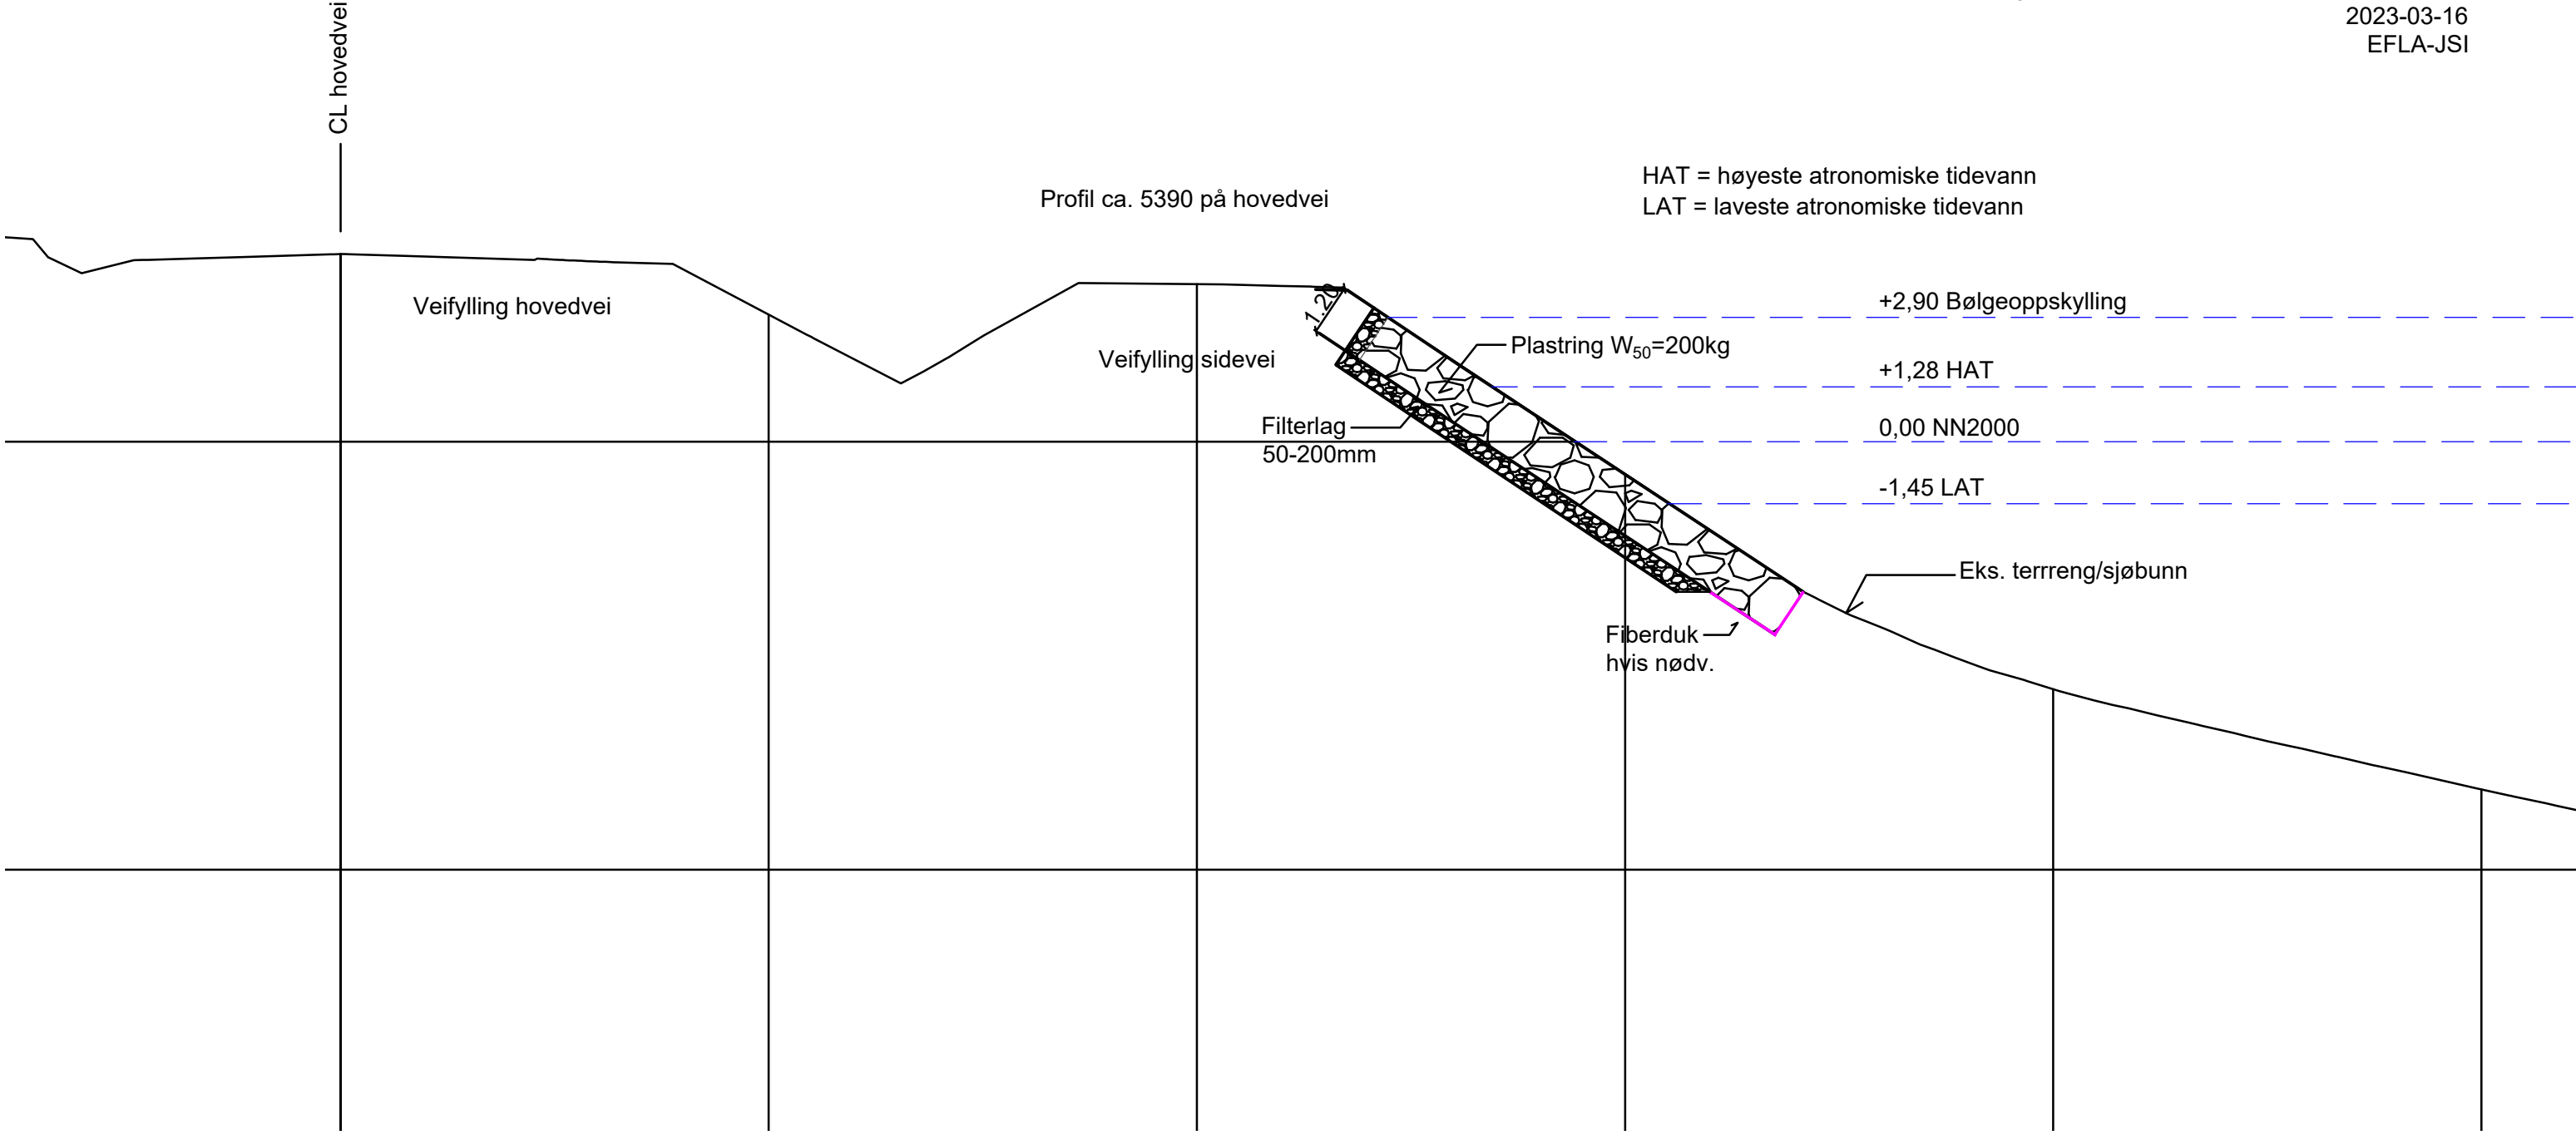 2023-03-16
EFLA-JSI
CL hovedvei
HAT = høyeste atronomiske tidevann
LAT = laveste atronomiske tidevann
Profil ca. 5390 på hovedvei
Veifylling hovedvei
1.20
+2,90 Bølgeoppskylling
Plastring W₅₀=200kg
Veifylling sidevei
+1,28 HAT
Filterlag
50-200mm
0,00 NN2000
-1,45 LAT
Eks. terrreng/sjøbunn
Fiberduk
hvis nødv.